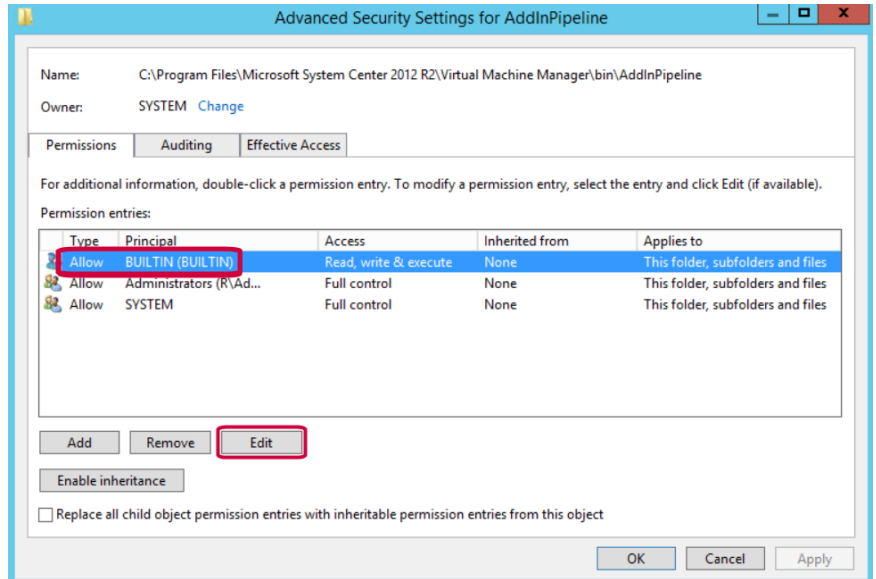 Advanced Security Settings for AddInPipeline
Name: C:\Program Files\Microsoft System Center 2012 R2\Virtual Machine Manager\bin\AddInPipeline
Owner: SYSTEM Change
Permissions Auditing Effective Access
For additional information, double-click a permission entry. To modify a permission entry, select the entry and click Edit (if available).
Permission entries:
Type Principal Access Inherited from Applies to
Allow BUILTIN (BUILTIN) Read, write & execute None This folder, subfolders and files
Allow Administrators (R\Ad... Full control None This folder, subfolders and files
Allow SYSTEM Full control None This folder, subfolders and files
Add Remove Edit
Enable inheritance
Replace all child object permission entries with inheritable permission entries from this object
OK Cancel Apply